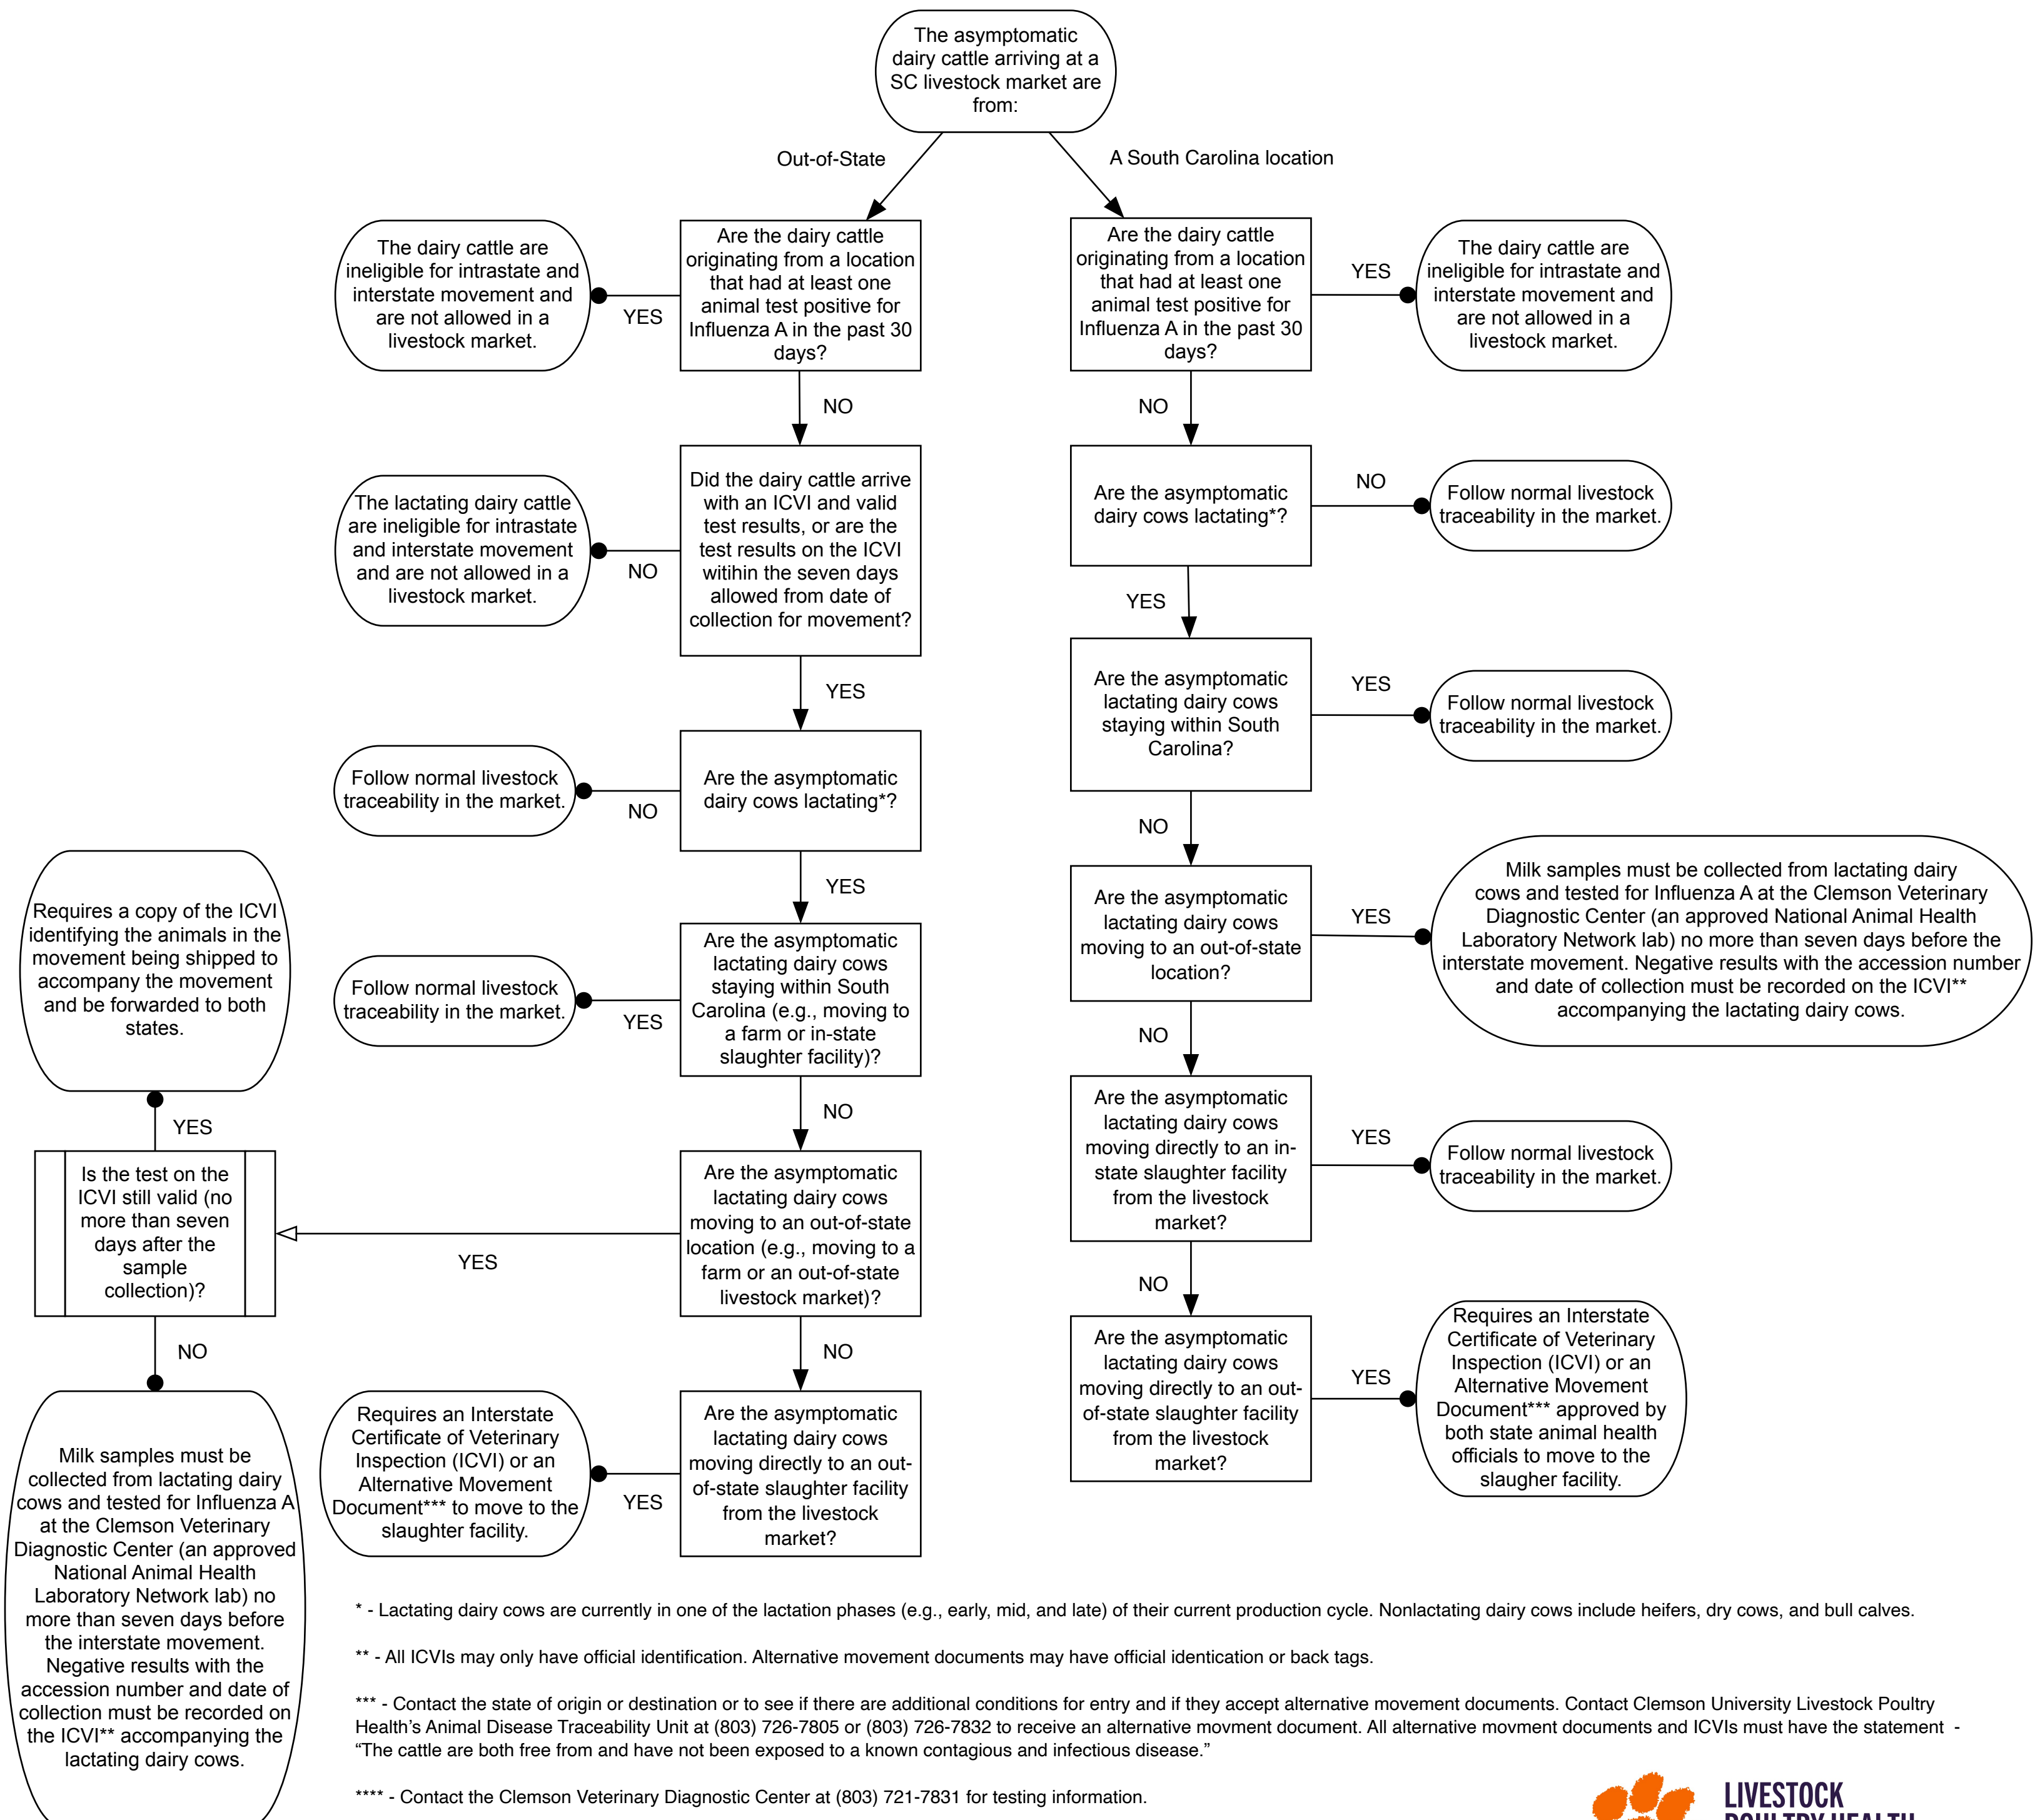 The asymptomatic
dairy cattle arriving at a
SC livestock market are
from:
Out-of-State
A South Carolina location
The dairy cattle are
ineligible for intrastate and
interstate movement and
are not allowed in a
livestock market.
YES
Are the dairy cattle
originating from a location
that had at least one
animal test positive for
Influenza A in the past 30
days?
Are the dairy cattle
originating from a location
that had at least one
animal test positive for
Influenza A in the past 30
days?
YES
The dairy cattle are
ineligible for intrastate and
interstate movement and
are not allowed in a
livestock market.
NO
NO
The lactating dairy cattle
are ineligible for intrastate
and interstate movement
and are not allowed in a
livestock market.
NO
Did the dairy cattle arrive
with an ICVI and valid
test results, or are the
test results on the ICVI
witihin the seven days
allowed from date of
collection for movement?
Are the asymptomatic
dairy cows lactating*?
NO
Follow normal livestock
traceability in the market.
YES
YES
Follow normal livestock
traceability in the market.
NO
Are the asymptomatic
dairy cows lactating*?
Are the asymptomatic
lactating dairy cows
staying within South
Carolina?
YES
Follow normal livestock
traceability in the market.
YES
NO
Follow normal livestock
traceability in the market.
YES
Are the asymptomatic
lactating dairy cows
staying within South
Carolina (e.g., moving to
a farm or in-state
slaughter facility)?
Are the asymptomatic
lactating dairy cows
moving to an out-of-state
location?
YES
Milk samples must be collected from lactating dairy
cows and tested for Influenza A at the Clemson Veterinary
Diagnostic Center (an approved National Animal Health
Laboratory Network lab) no more than seven days before the
interstate movement. Negative results with the accession number
and date of collection must be recorded on the ICVI**
accompanying the lactating dairy cows.
NO
NO
Requires a copy of the ICVI
identifying the animals in the
movement being shipped to
accompany the movement
and be forwarded to both
states.
YES
Is the test on the
ICVI still valid (no
more than seven
days after the
sample
collection)?
YES
Are the asymptomatic
lactating dairy cows
moving to an out-of-state
location (e.g., moving to a
farm or an out-of-state
livestock market)?
Are the asymptomatic
lactating dairy cows
moving directly to an in-
state slaughter facility
from the livestock
market?
YES
Follow normal livestock
traceability in the market.
NO
NO
NO
Milk samples must be
collected from lactating dairy
cows and tested for Influenza A
at the Clemson Veterinary
Diagnostic Center (an approved
National Animal Health
Laboratory Network lab) no
more than seven days before
the interstate movement.
Negative results with the
accession number and date of
collection must be recorded on
the ICVI** accompanying the
lactating dairy cows.
Requires an Interstate
Certificate of Veterinary
Inspection (ICVI) or an
Alternative Movement
Document*** to move to the
slaughter facility.
YES
Are the asymptomatic
lactating dairy cows
moving directly to an out-
of-state slaughter facility
from the livestock
market?
Are the asymptomatic
lactating dairy cows
moving directly to an out-
of-state slaughter facility
from the livestock
market?
YES
Requires an Interstate
Certificate of Veterinary
Inspection (ICVI) or an
Alternative Movement
Document*** approved by
both state animal health
officials to move to the
slaugher facility.
* - Lactating dairy cows are currently in one of the lactation phases (e.g., early, mid, and late) of their current production cycle. Nonlactating dairy cows include heifers, dry cows, and bull calves.
** - All ICVIs may only have official identification. Alternative movement documents may have official identication or back tags.
*** - Contact the state of origin or destination or to see if there are additional conditions for entry and if they accept alternative movement documents. Contact Clemson University Livestock Poultry
Health’s Animal Disease Traceability Unit at (803) 726-7805 or (803) 726-7832 to receive an alternative movment document. All alternative movment documents and ICVIs must have the statement -
“The cattle are both free from and have not been exposed to a known contagious and infectious disease.”
**** - Contact the Clemson Veterinary Diagnostic Center at (803) 721-7831 for testing information.
LIVESTOCK
POULTRY HEALTH